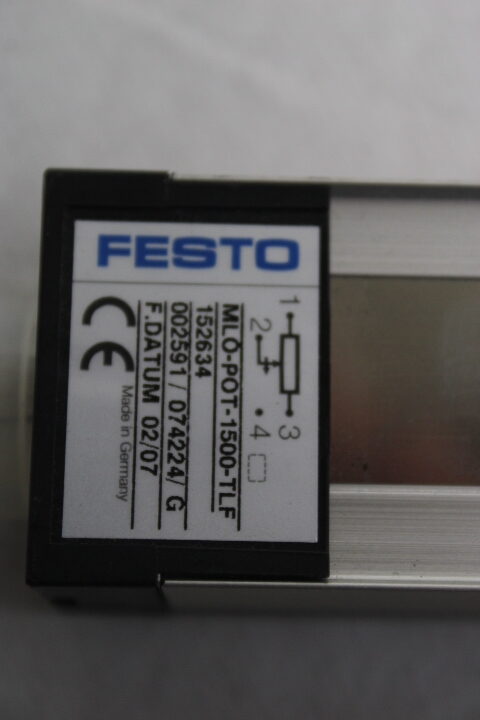 FESTO
1 3
2 4
MLO-POT-1500-TLF
152634
002591 / 074224/ G
F.DATUM 02/07
Made in Germany
CE